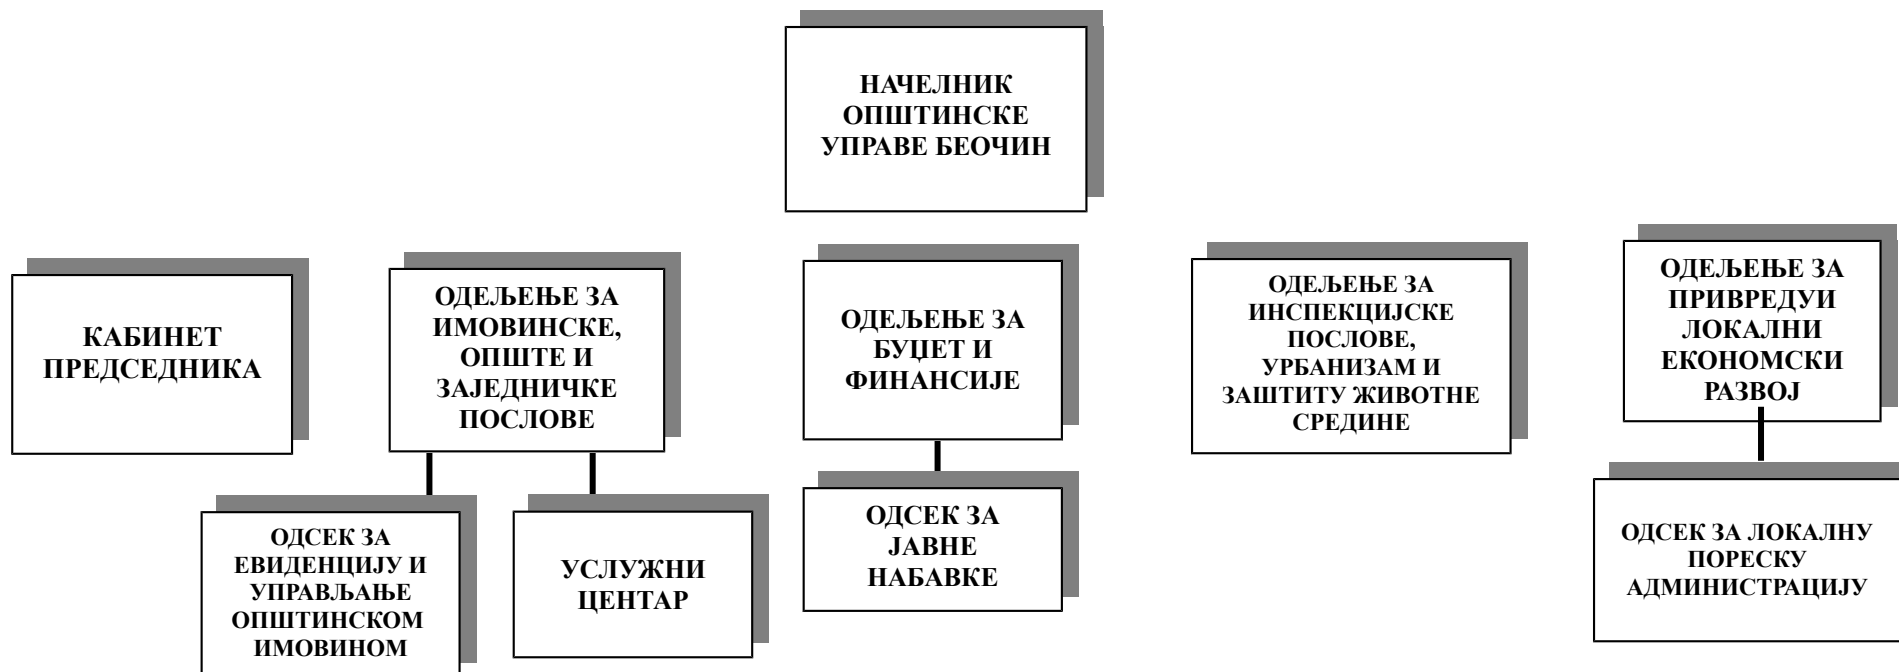 НАЧЕЛНИК
ОПШТИНСКЕ
УПРАВЕ БЕОЧИН
КАБИНЕТ
ПРЕДСЕДНИКА
ОДЕЉЕЊЕ ЗА
ИМОВИНСКЕ,
ОПШТЕ И
ЗАЈЕДНИЧКЕ
ПОСЛОВЕ
ОДЕЉЕЊЕ ЗА
БУЏЕТ И
ФИНАНСИЈЕ
ОДЕЉЕЊЕ ЗА
ИНСПЕКЦИЈСКЕ
ПОСЛОВЕ,
УРБАНИЗАМ И
ЗАШТИТУ ЖИВОТНЕ
СРЕДИНЕ
ОДЕЉЕЊЕ ЗА
ПРИВРЕДУИ
ЛОКАЛНИ
ЕКОНОМСКИ
РАЗВОЈ
ОДСЕК ЗА
ЕВИДЕНЦИЈУ И
УПРАВЉАЊЕ
ОПШТИНСКОМ
ИМОВИНОМ
УСЛУЖНИ
ЦЕНТАР
ОДСЕК ЗА
ЈАВНЕ
НАБАВКЕ
ОДСЕК ЗА ЛОКАЛНУ
ПОРЕСКУ
АДМИНИСТРАЦИЈУ